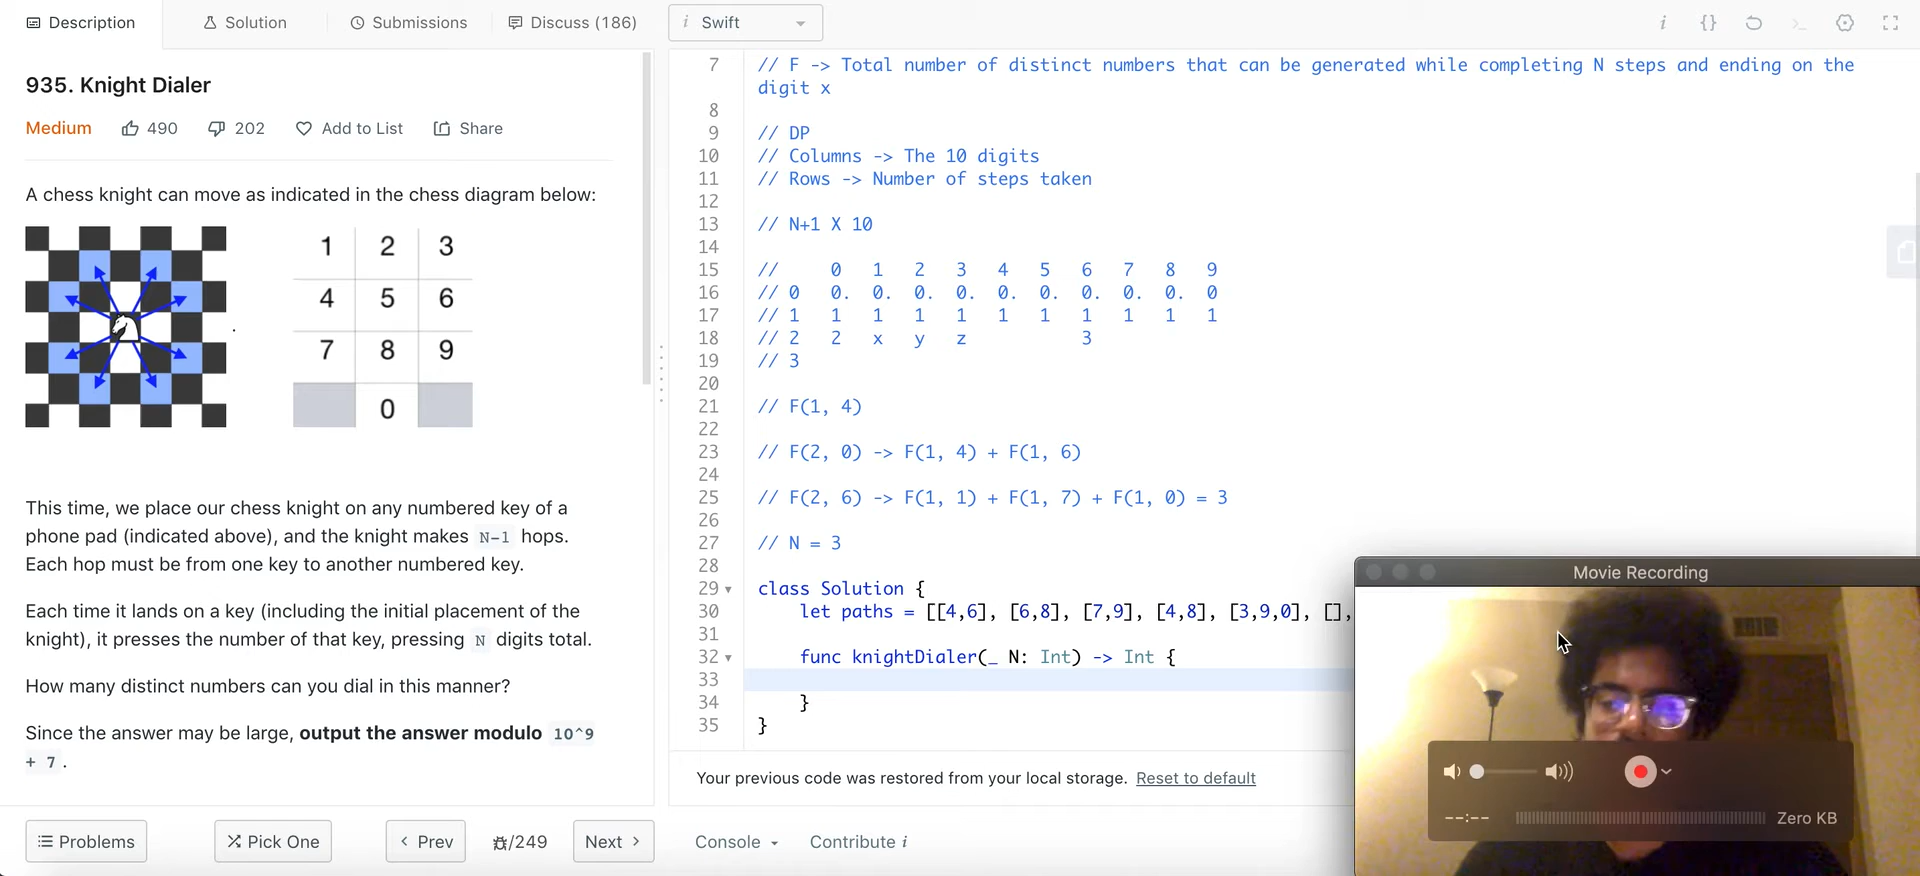 Description
Solution
Submissions
Discuss (186)
i Swift
i {}
935. Knight Dialer
Medium 490 202 Add to List Share
A chess knight can move as indicated in the chess diagram below:
1 2 3
4 5 6
7 8 9
0
.
This time, we place our chess knight on any numbered key of a
phone pad (indicated above), and the knight makes N-1 hops.
Each hop must be from one key to another numbered key.
Each time it lands on a key (including the initial placement of the
knight), it presses the number of that key, pressing N digits total.
How many distinct numbers can you dial in this manner?
Since the answer may be large, output the answer modulo 10^9
+ 7 .
Problems
Pick One
Prev
/249
Next
7 // F -> Total number of distinct numbers that can be generated while completing N steps and ending on the
digit x
8
9 // DP
10 // Columns -> The 10 digits
11 // Rows -> Number of steps taken
12
13 // N+1 X 10
14
15 // 0 1 2 3 4 5 6 7 8 9
16 // 0 0. 0. 0. 0. 0. 0. 0. 0. 0. 0
17 // 1 1 1 1 1 1 1 1 1 1 1
18 // 2 2 x y z 3
19 // 3
20
21 // F(1, 4)
22
23 // F(2, 0) -> F(1, 4) + F(1, 6)
24
25 // F(2, 6) -> F(1, 1) + F(1, 7) + F(1, 0) = 3
26
27 // N = 3
28
29 class Solution {
30 let paths = [[4,6], [6,8], [7,9], [4,8], [3,9,0], [],
31
32 func knightDialer(_ N: Int) -> Int {
33
34 }
35 }
Your previous code was restored from your local storage. Reset to default
Console
Contribute i
Movie Recording
--:--
Zero KB